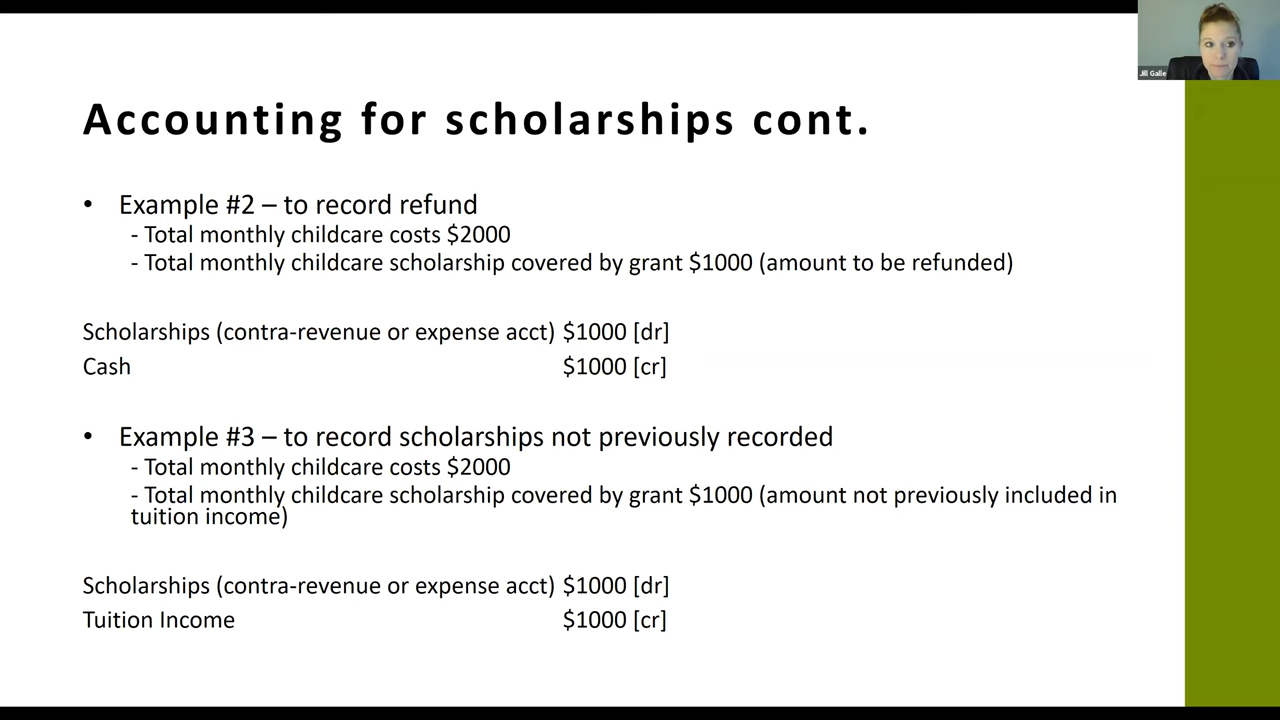 Jill Galle
Accounting for scholarships cont.
• Example #2 – to record refund
- Total monthly childcare costs $2000
- Total monthly childcare scholarship covered by grant $1000 (amount to be refunded)
Scholarships (contra-revenue or expense acct) $1000 [dr]
Cash $1000 [cr]
• Example #3 – to record scholarships not previously recorded
- Total monthly childcare costs $2000
- Total monthly childcare scholarship covered by grant $1000 (amount not previously included in
tuition income)
Scholarships (contra-revenue or expense acct) $1000 [dr]
Tuition Income $1000 [cr]